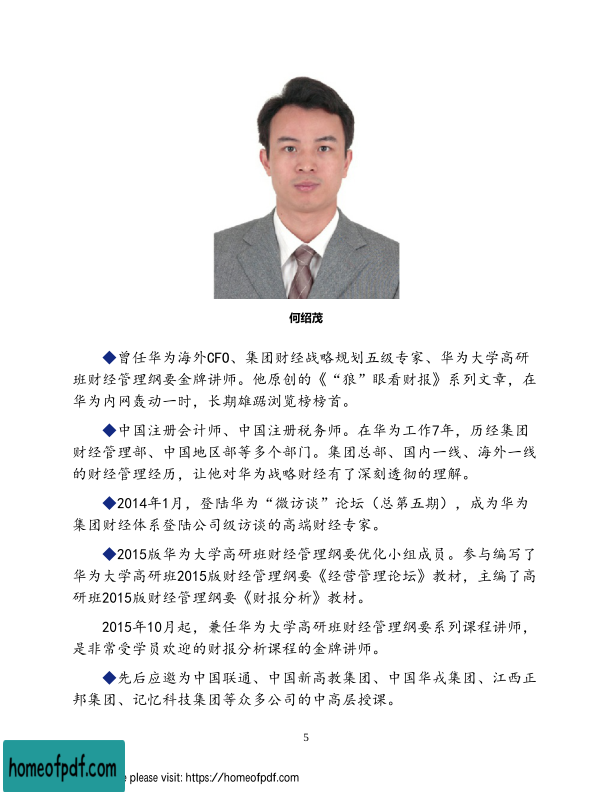 何绍茂
◆曾任华为海外CFO、集团财经战略规划五级专家、华为大学高研
班财经管理纲要金牌讲师。他原创的《“狼”眼看财报》系列文章，在
华为内网轰动一时，长期雄踞浏览榜榜首。
◆中国注册会计师、中国注册税务师。在华为工作7年，历经集团
财经管理部、中国地区部等多个部门。集团总部、国内一线、海外一线
的财经管理经历，让他对华为战略财经有了深刻透彻的理解。
◆2014年1月，登陆华为“微访谈”论坛（总第五期），成为华为
集团财经体系登陆公司级访谈的高端财经专家。
◆2015版华为大学高研班财经管理纲要优化小组成员。参与编写了
华为大学高研班2015版财经管理纲要《经营管理论坛》教材，主编了高
研班2015版财经管理纲要《财报分析》教材。
2015年10月起，兼任华为大学高研班财经管理纲要系列课程讲师，
是非常受学员欢迎的财报分析课程的金牌讲师。
◆先后应邀为中国联通、中国新高教集团、中国华戎集团、江西正
邦集团、记忆科技集团等众多公司的中高层授课。
5
homeofpdf.com
please visit: https://homeofpdf.com